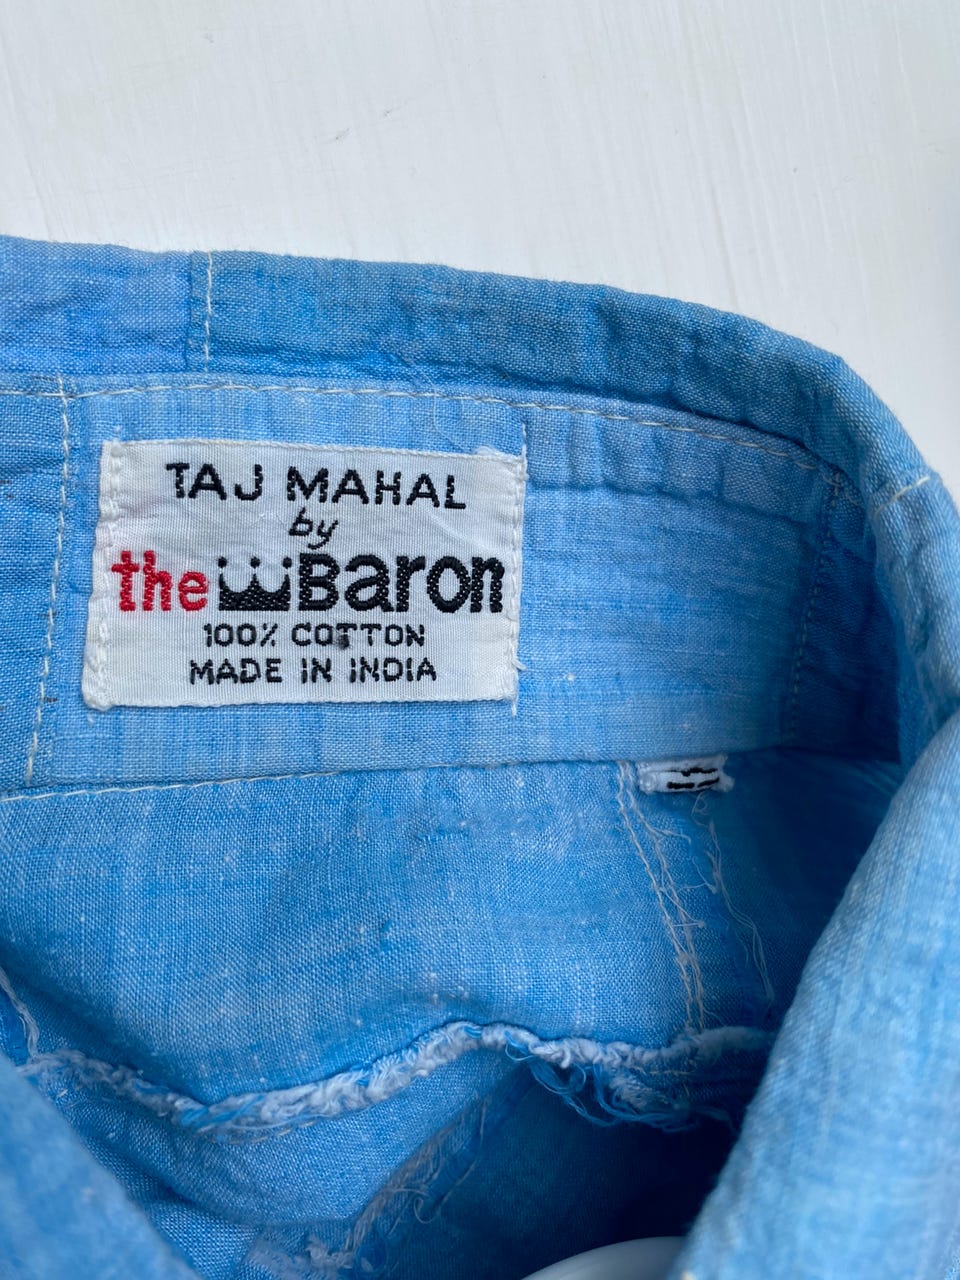 TAJ MAHAL
by
the Baron
100% COTTON
MADE IN INDIA